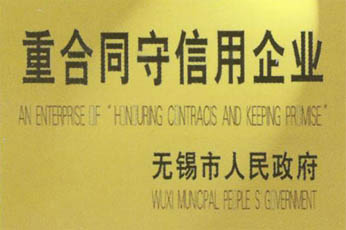 重合同守信用企业
AN ENTERPRISE OF "HONOURING CONTRACIS AND KEEPING PROMISE"
无锡市人民政府
WUXI MUNICIPAL PEOPLE S GOVERNMENT